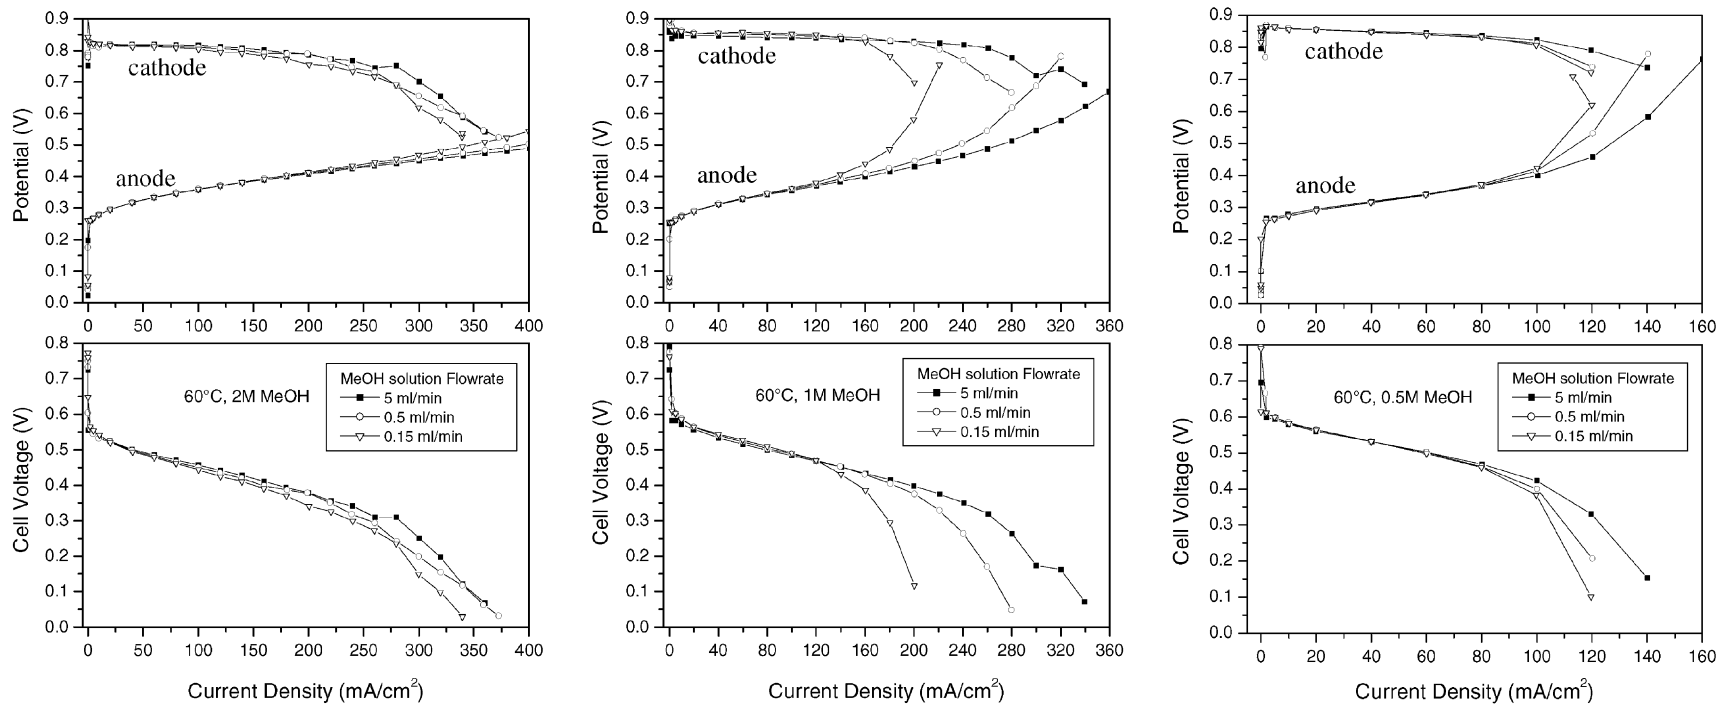 0.9
0.8
0.7
0.6
0.5
0.4
0.3
0.2
0.1
0.0
Potential (V)
cathode
anode
0 50 100 150 200 250 300 350 400
0.8
0.7
0.6
0.5
0.4
0.3
0.2
0.1
0.0
Cell Voltage (V)
60°C, 2M MeOH
MeOH solution Flowrate
5 ml/min
0.5 ml/min
0.15 ml/min
0 50 100 150 200 250 300 350 400
Current Density (mA/cm²)
0.9
0.8
0.7
0.6
0.5
0.4
0.3
0.2
0.1
0.0
Potential (V)
cathode
anode
0 40 80 120 160 200 240 280 320 360
0.8
0.7
0.6
0.5
0.4
0.3
0.2
0.1
0.0
Cell Voltage (V)
60°C, 1M MeOH
MeOH solution Flowrate
5 ml/min
0.5 ml/min
0.15 ml/min
0 40 80 120 160 200 240 280 320 360
Current Density (mA/cm²)
0.9
0.8
0.7
0.6
0.5
0.4
0.3
0.2
0.1
0.0
Potential (V)
cathode
anode
0 20 40 60 80 100 120 140 160
0.8
0.7
0.6
0.5
0.4
0.3
0.2
0.1
0.0
Cell Voltage (V)
60°C, 0.5M MeOH
MeOH solution Flowrate
5 ml/min
0.5 ml/min
0.15 ml/min
0 20 40 60 80 100 120 140 160
Current Density (mA/cm²)